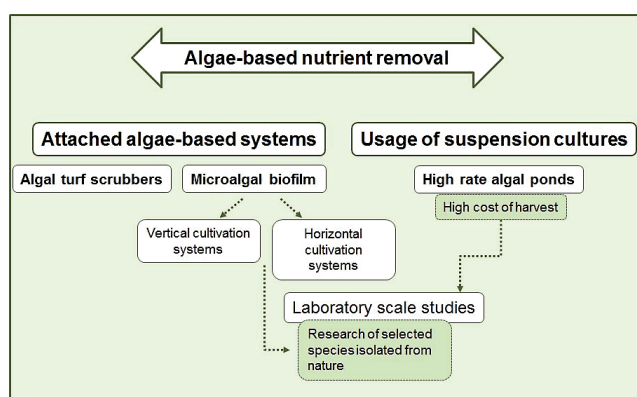 Algae-based nutrient removal
Attached algae-based systems
Usage of suspension cultures
Algal turf scrubbers
Microalgal biofilm
High rate algal ponds
High cost of harvest
Vertical cultivation
systems
Horizontal
cultivation
systems
Laboratory scale studies
Research of selected
species isolated from
nature